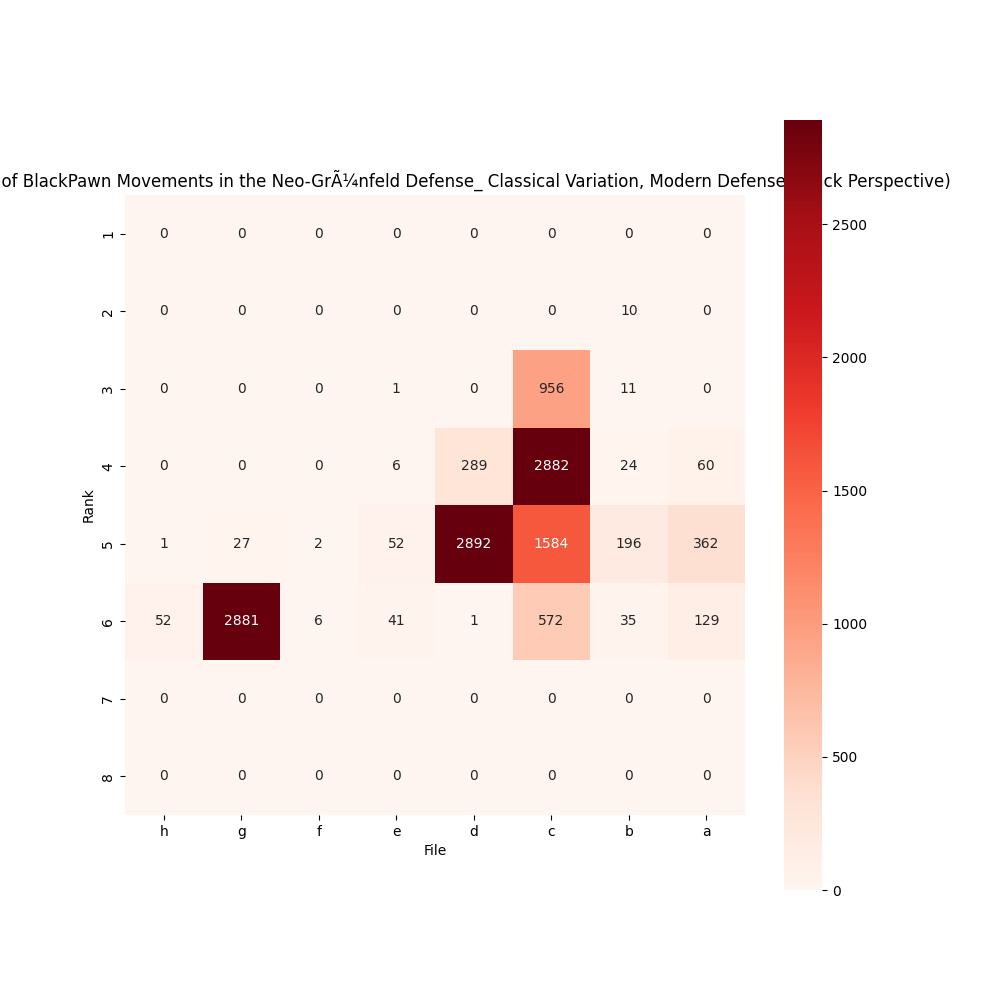 of BlackPawn Movements in the Neo-GrÃ¼nfeld Defense_ Classical Variation, Modern Defense ck Perspective)
Rank
1 0 0 0 0 0 0 0 0
2 0 0 0 0 0 0 10 0
3 0 0 0 1 0 956 11 0
4 0 0 0 6 289 2882 24 60
5 1 27 2 52 2892 1584 196 362
6 52 2881 6 41 1 572 35 129
7 0 0 0 0 0 0 0 0
8 0 0 0 0 0 0 0 0
h g f e d c b a
File
2500
2000
1500
1000
500
0